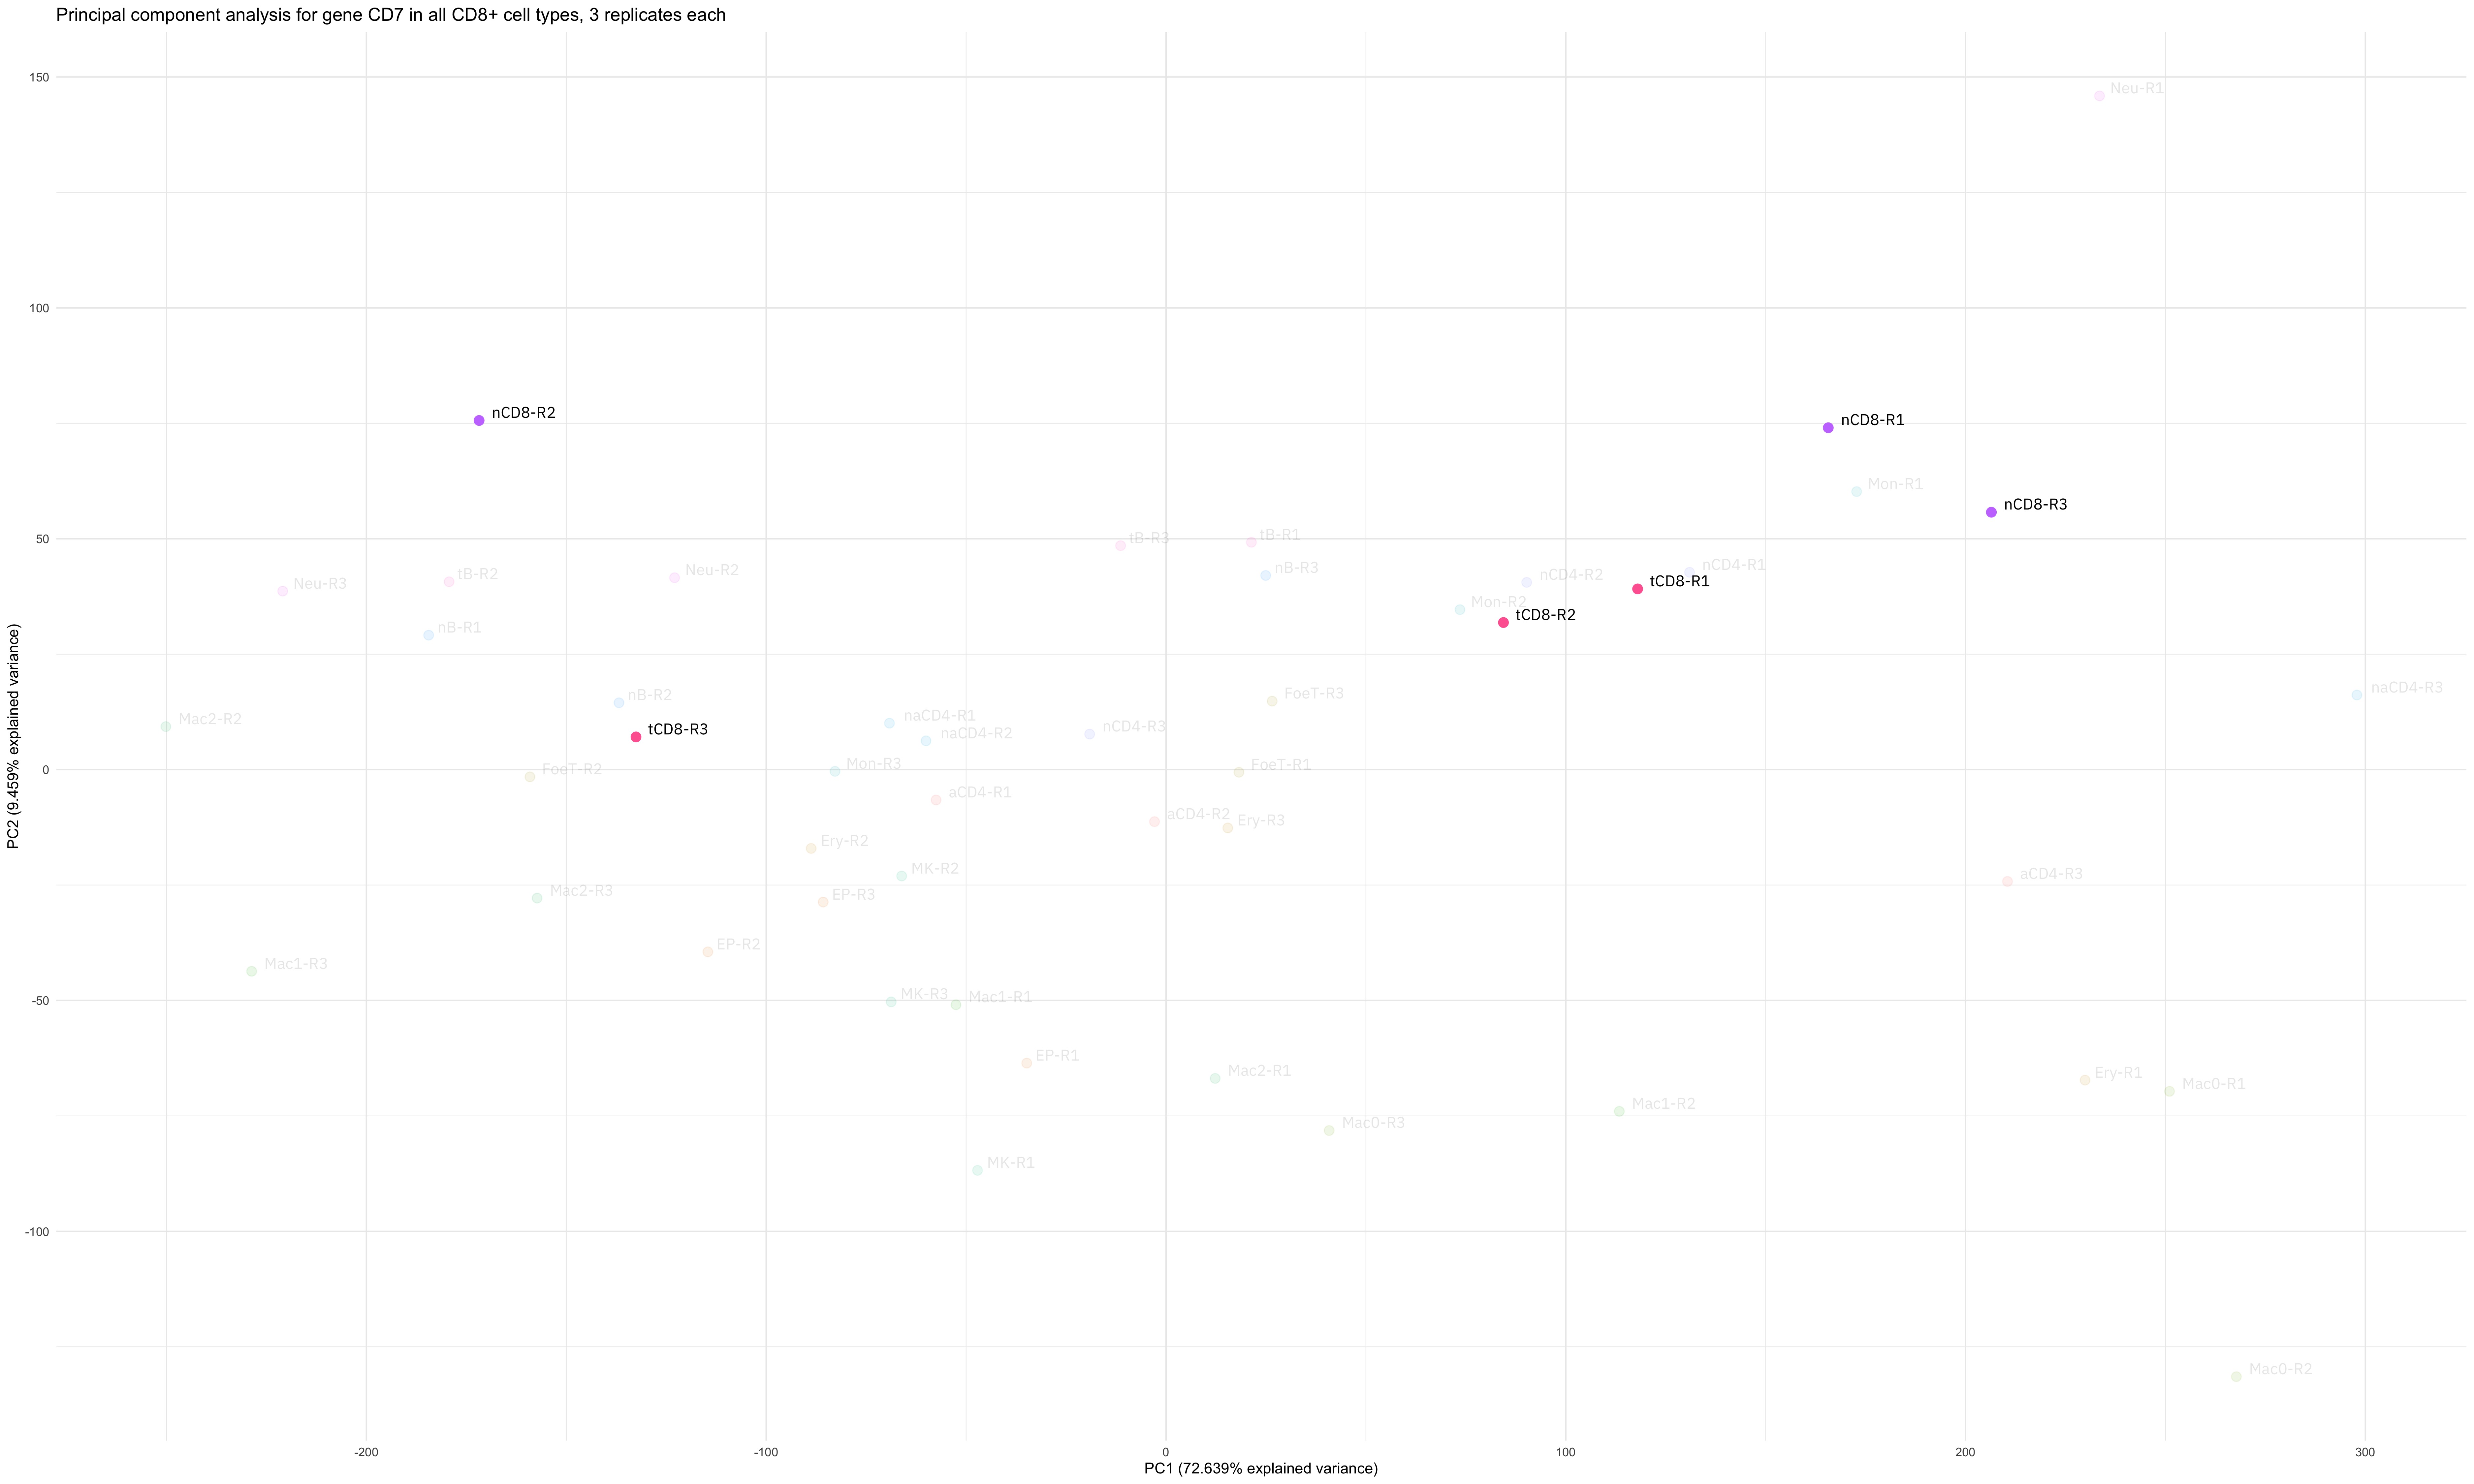 Principal component analysis for gene CD7 in all CD8+ cell types, 3 replicates each
150
Neu-R1
100
nCD8-R2
nCD8-R1
Mon-R1
nCD8-R3
50
tB-R3
tB-R1
Neu-R3
tB-R2
Neu-R2
nB-R3
nCD4-R2
nCD4-R1
tCD8-R1
Mon-R2
tCD8-R2
nB-R1
nB-R2
FoeT-R3
naCD4-R3
Mac2-R2
tCD8-R3
naCD4-R1
naCD4-R2
nCD4-R3
0
FoeT-R2
Mon-R3
FoeT-R1
aCD4-R1
aCD4-R2
Ery-R3
Ery-R2
MK-R2
aCD4-R3
Mac2-R3
EP-R3
EP-R2
Mac1-R3
-50
MK-R3
Mac1-R1
EP-R1
Mac2-R1
Ery-R1
Mac0-R1
Mac1-R2
Mac0-R3
MK-R1
-100
Mac0-R2
PC2 (9.459% explained variance)
-200
-100
0
100
200
300
PC1 (72.639% explained variance)